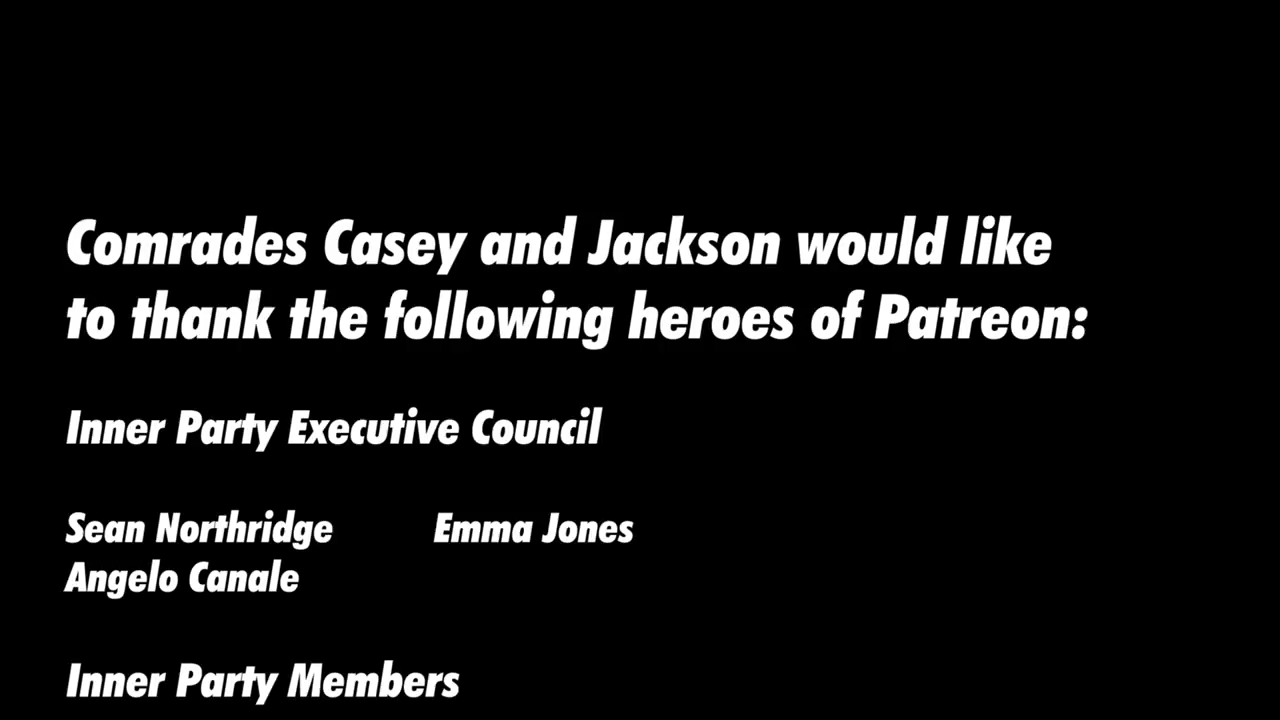 Comrades Casey and Jackson would like
to thank the following heroes of Patreon:
Inner Party Executive Council
Sean Northridge Emma Jones
Angelo Canale
Inner Party Members